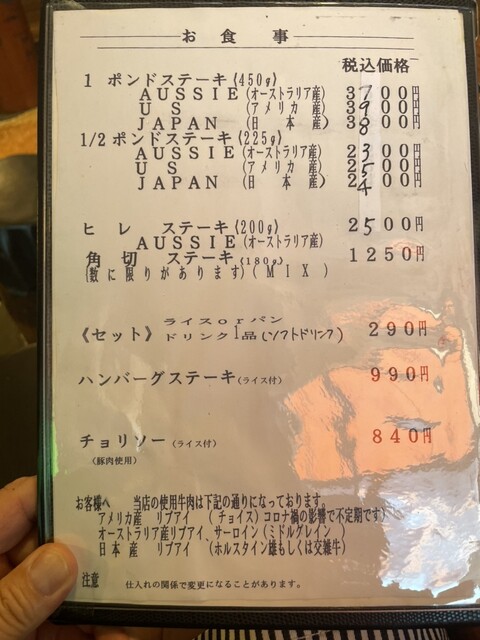 お食事
税込価格
1 ポンドステーキ(450g)
AUSSIE(オーストラリア産) 3700円
US (アメリカ産) 3900円
JAPAN (日本産) 3800円
1/2ポンドステーキ(225g)
AUSSIE(オーストラリア産) 2300円
US (アメリカ産) 2500円
JAPAN (日本産) 2400円
ヒレ ステーキ(200g) 2500円
AUSSIE(オーストラリア産)
角切 ステーキ(180g) 1250円
(数に限りがあります)(MIX)
《セット》 ライスorパン
ドリンク1品(ソフトドリンク) 290円
ハンバーグステーキ(ライス付) 990円
チョリソー (ライス付) 840円
(豚肉使用)
お客様へ 当店の使用牛肉は下記の通りになっております。
アメリカ産 リブアイ (チョイス)コロナ禍の影響で不定期です)
オーストラリア産リブアイ、サーロイン(ミドルグレイン )
日本産 リブアイ (ホルスタイン雄もしくは交雑牛)
注意 仕入れの関係で変更になることがあります。